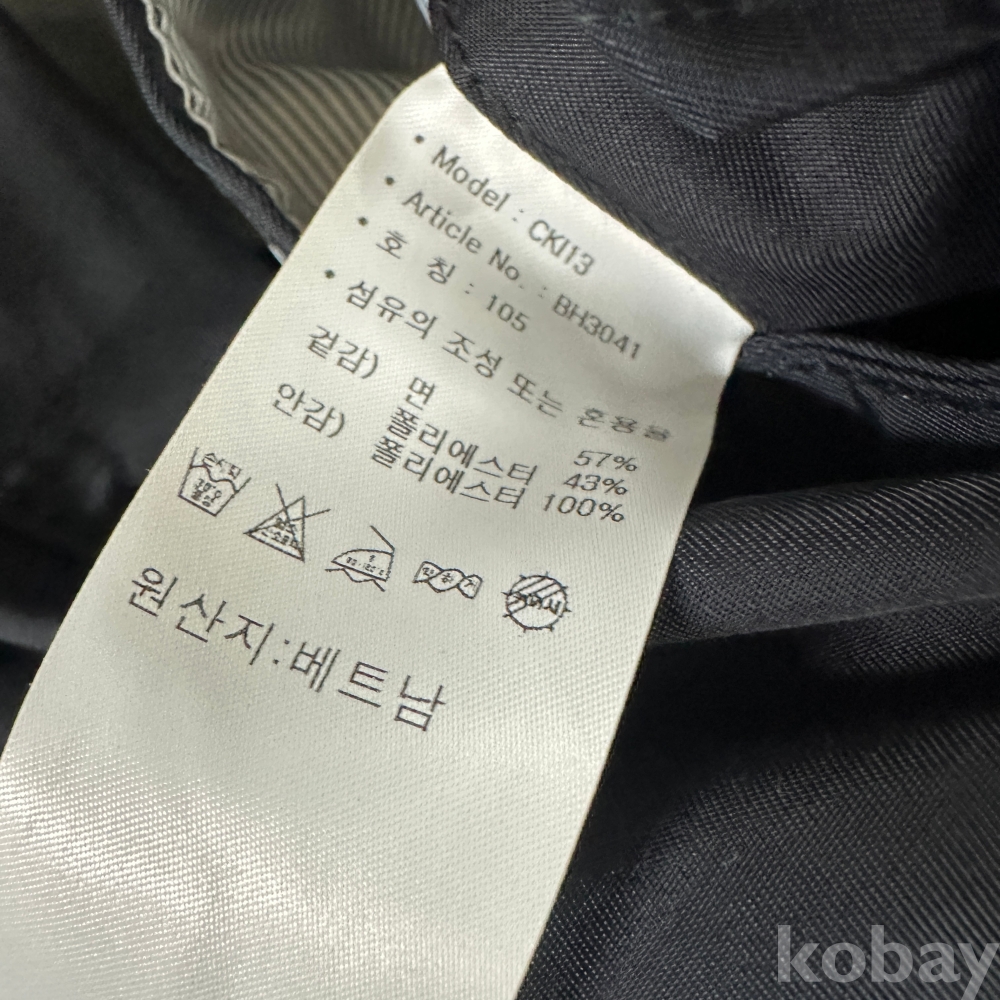 • Model : CKI13
• Article No. : BH3041
• 호 칭 : 105
• 섬유의 조성 또는 혼용율
겉감) 면 57%
폴리에스터 43%
안감) 폴리에스터 100%
원산지:베트남
kobay